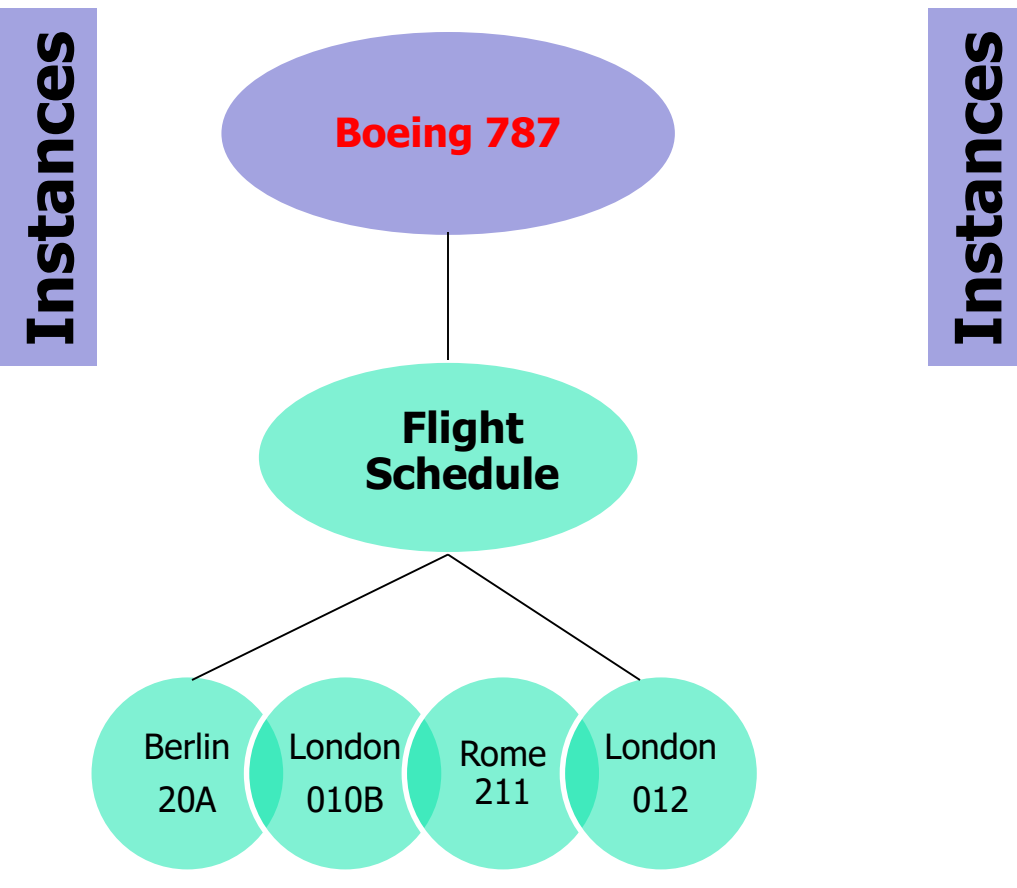 Instances
Boeing 787
Instances
Flight
Schedule
Berlin
20A
London
010B
Rome
211
London
012